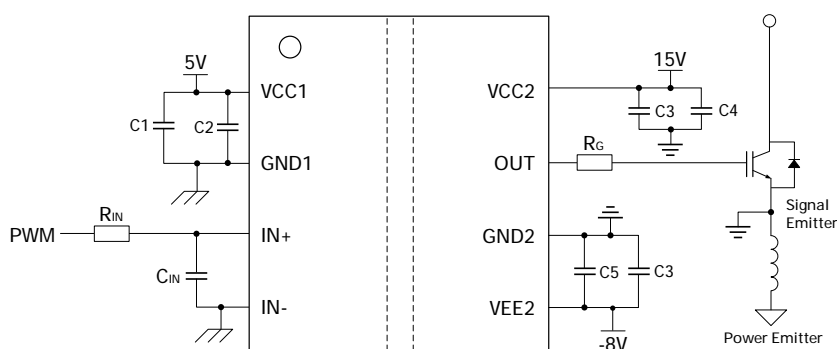 5V
VCC1
C1
C2
GND1
PWM
RIN
IN+
CIN
IN-
15V
VCC2
C3
C4
OUT
RG
Signal
Emitter
GND2
C5
C3
VEE2
-8V
Power Emitter